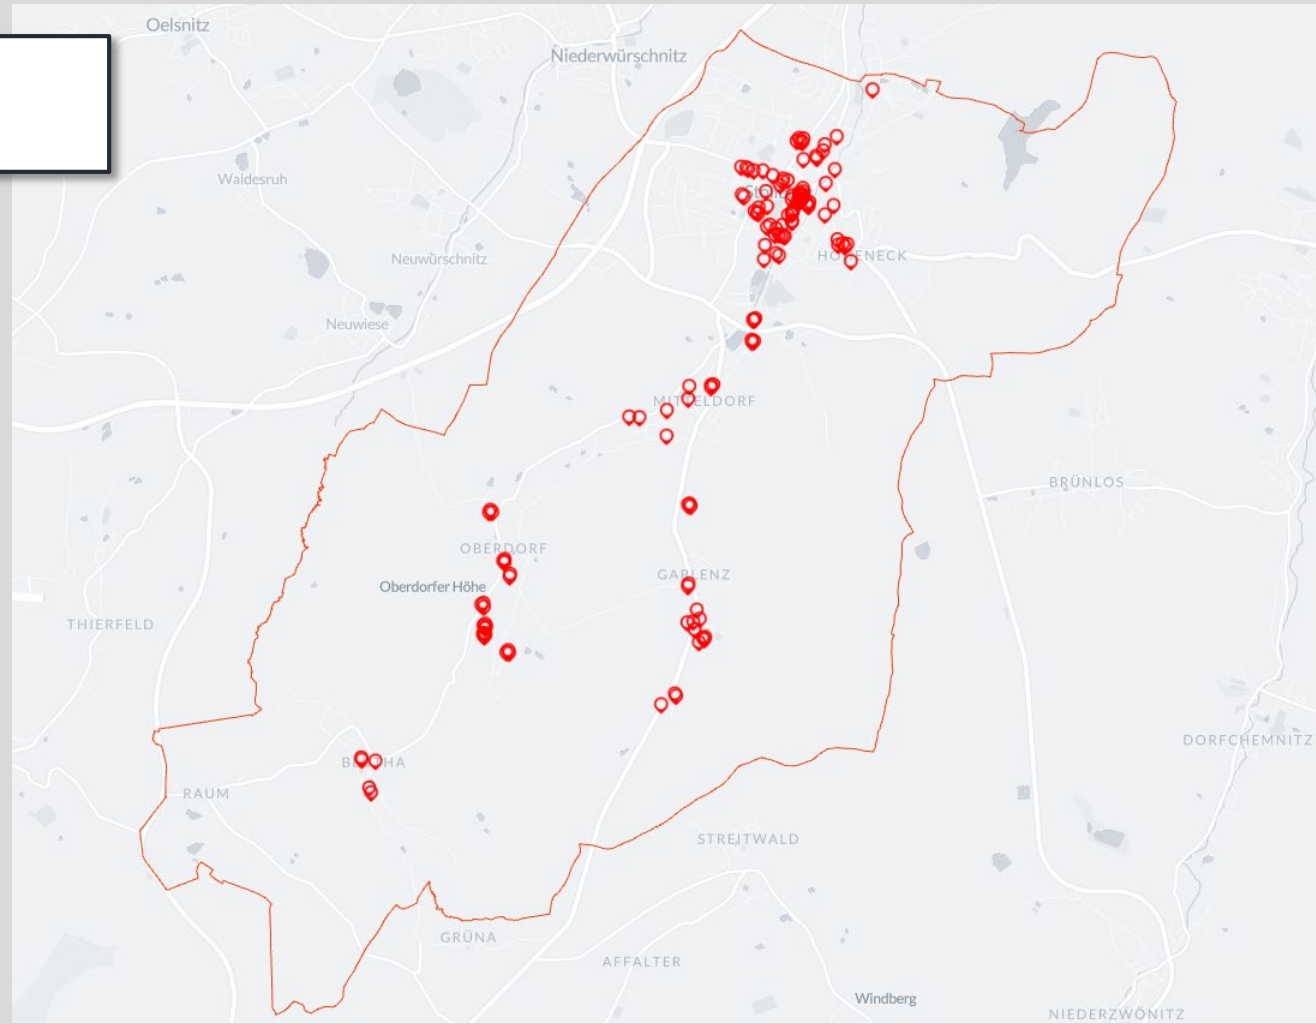 Oelsnitz
Niederwürschnitz
Waldesruh
HOHENECK
Neuwürschnitz
Neuwiese
MITTELDORF
BRÜNLOS
OBERDORF
GABLENZ
Oberdorfer Höhe
THIERFELD
DORFCHEMNITZ
RAUM
STREITWALD
GRÜNA
AFFALTER
Windberg
NIEDERZWÖNITZ